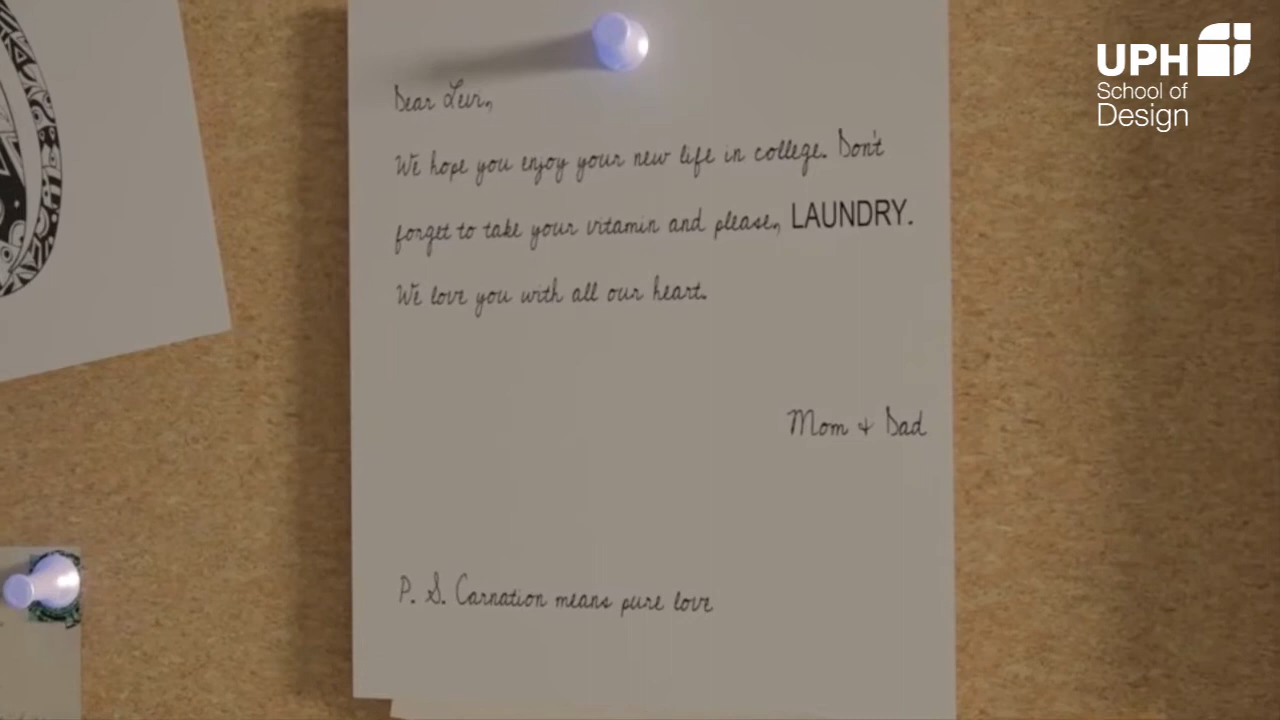 UPH
School of
Design
Dear Levi,
We hope you enjoy your new life in college. Don't
forget to take your vitamin and please, LAUNDRY.
We love you with all our heart.
Mom + Dad
P. S. Carnation means pure love